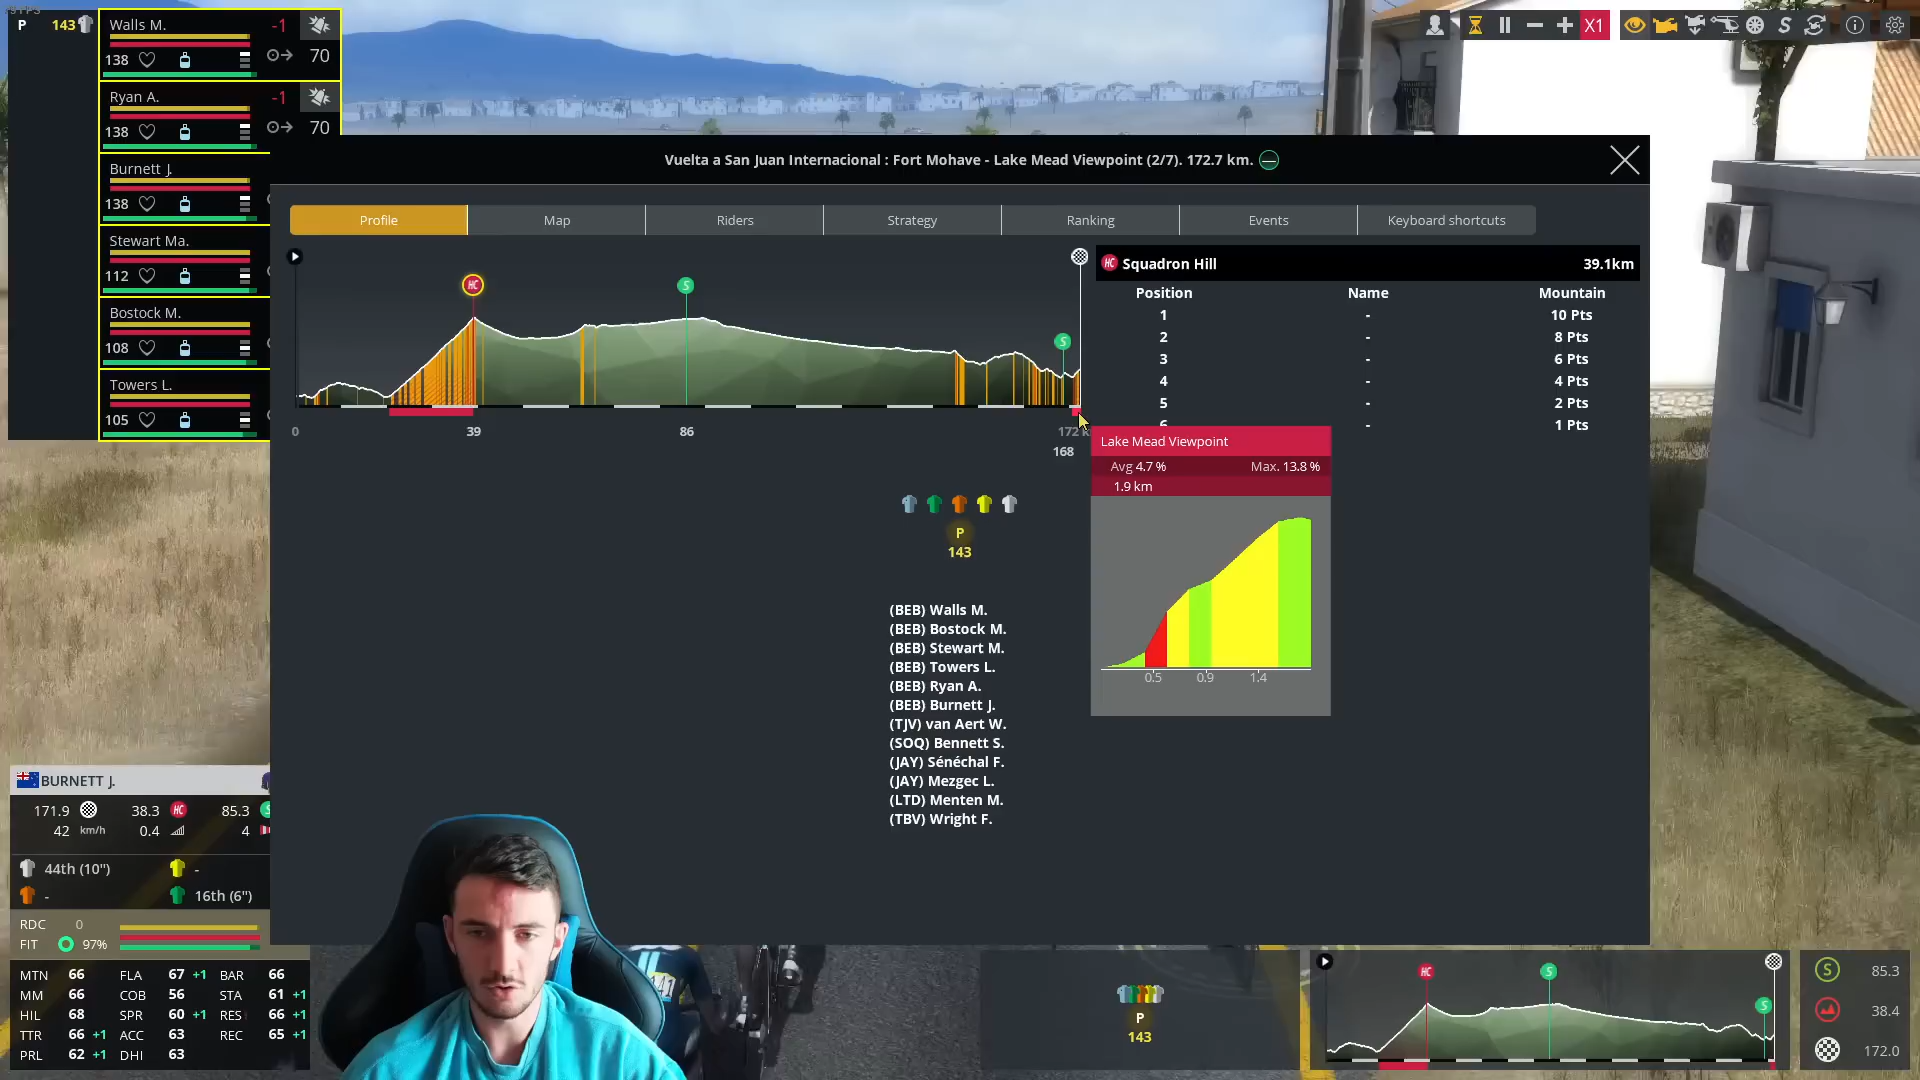 P 143
Walls M. -1
138 70
Ryan A. -1
138 70
Burnett J.
138
Stewart Ma.
112
Bostock M.
108
Towers L.
105
X1
S
Vuelta a San Juan Internacional : Fort Mohave - Lake Mead Viewpoint (2/7). 172.7 km.
Profile Map Riders Strategy Ranking Events Keyboard shortcuts
HC S S
0 39 86 172 k
168
HC Squadron Hill 39.1km
Position Name Mountain
1 - 10 Pts
2 - 8 Pts
3 - 6 Pts
4 - 4 Pts
5 - 2 Pts
6 - 1 Pts
Lake Mead Viewpoint
Avg 4.7 % Max. 13.8 %
1.9 km
0.5 0.9 1.4
P
143
(BEB) Walls M.
(BEB) Bostock M.
(BEB) Stewart M.
(BEB) Towers L.
(BEB) Ryan A.
(BEB) Burnett J.
(TJV) van Aert W.
(SOQ) Bennett S.
(JAY) Sénéchal F.
(JAY) Mezgec L.
(LTD) Menten M.
(TBV) Wright F.
BURNETT J.
171.9 38.3 HC 85.3 S
42 km/h 0.4 4
44th (10'') -
- 16th (6'')
RDC 0
FIT 97%
MTN 66 FLA 67 +1 BAR 66
MM 66 COB 56 STA 61 +1
HIL 68 SPR 60 +1 RES 66 +1
TTR 66 +1 ACC 63 REC 65 +1
PRL 62 +1 DHI 63
P
143
HC S S
S 85.3
38.4
172.0